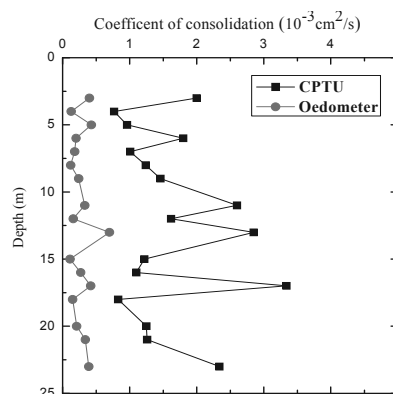 Coefficent of consolidation (10-3cm2/s)
0 1 2 3 4
0
CPTU
Oedometer
5
10
15
20
25
Depth (m)